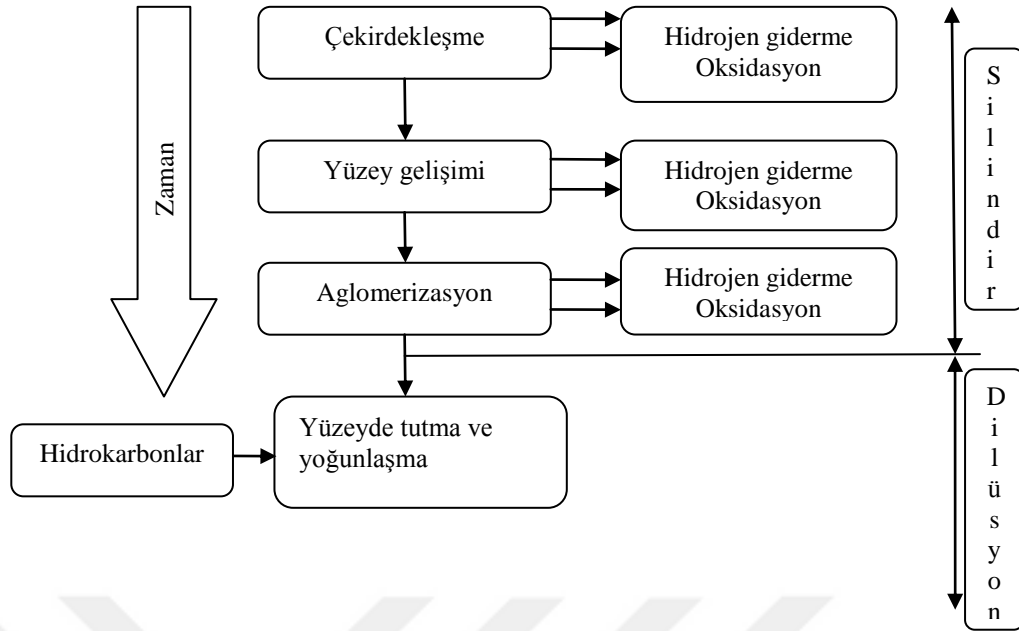 Çekirdekleşme
Hidrojen giderme
Oksidasyon
Zaman
Yüzey gelişimi
Hidrojen giderme
Oksidasyon
Aglomerizasyon
Hidrojen giderme
Oksidasyon
Silindir
Hidrokarbonlar
Yüzeyde tutma ve
yoğunlaşma
Dilüsyon